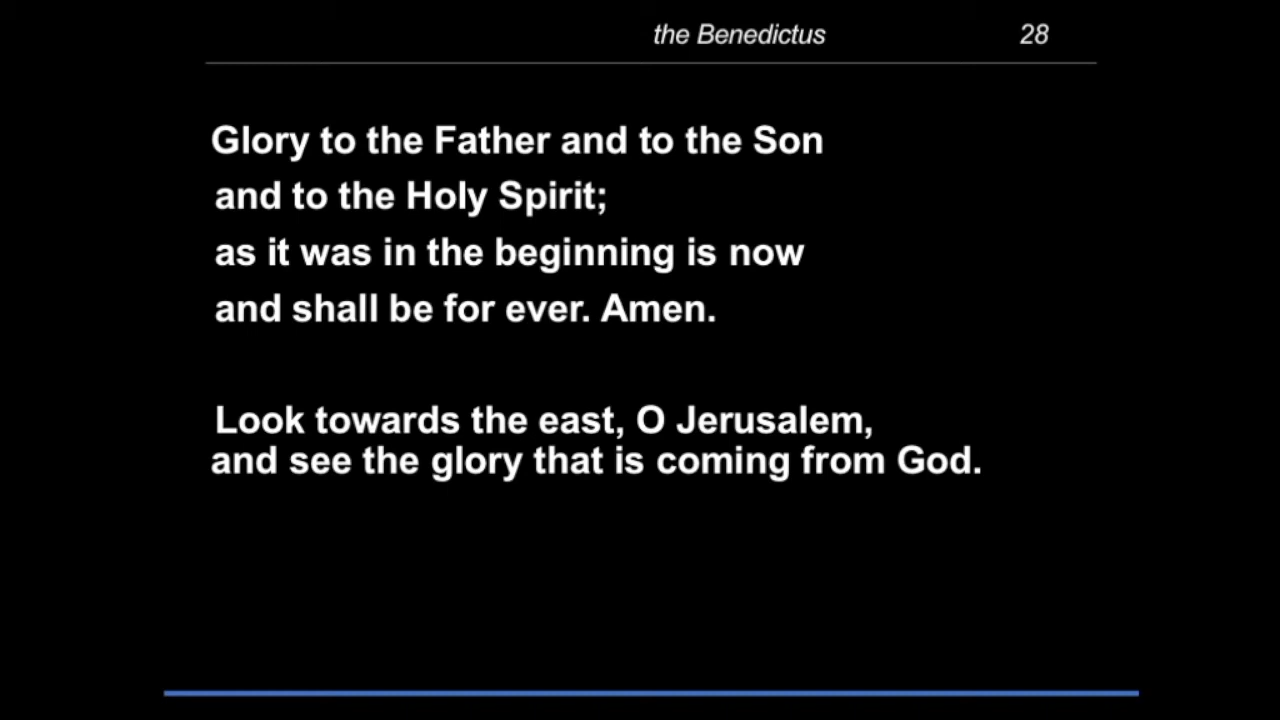 the Benedictus 28
Glory to the Father and to the Son
and to the Holy Spirit;
as it was in the beginning is now
and shall be for ever. Amen.
Look towards the east, O Jerusalem,
and see the glory that is coming from God.